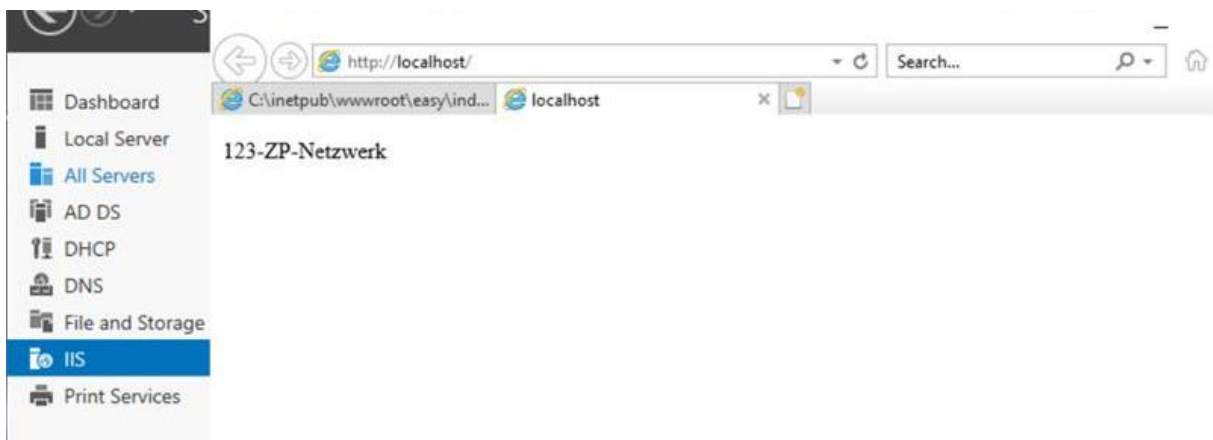 http://localhost/
Search...
C:\inetpub\wwwroot\easy\ind...
localhost
Dashboard
Local Server
All Servers
AD DS
DHCP
DNS
File and Storage
IIS
Print Services
123-ZP-Netzwerk